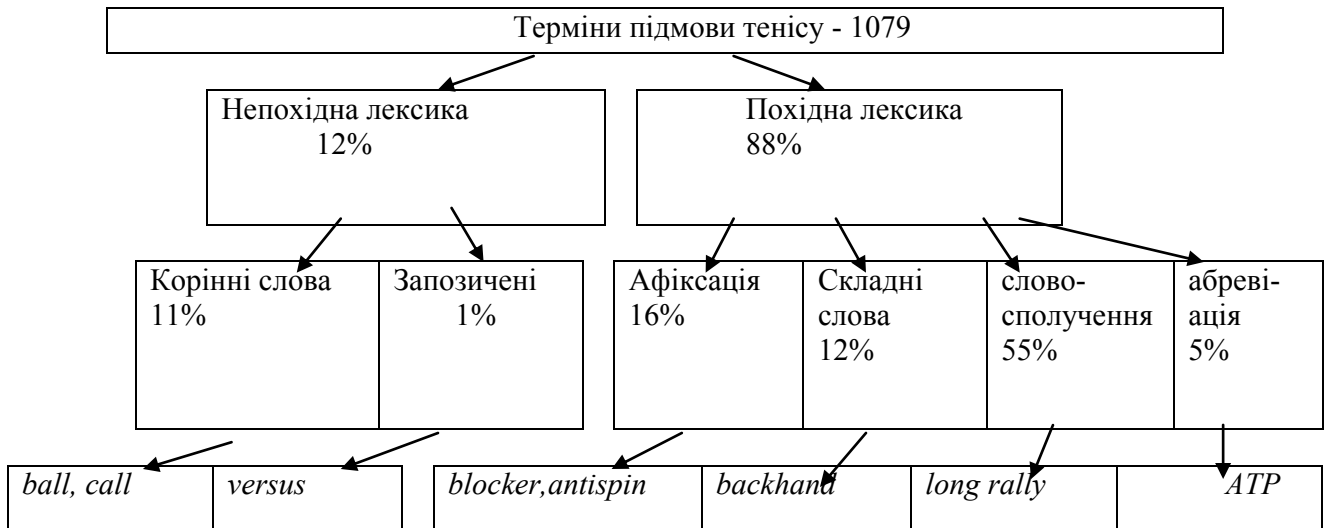 Терміни підмови тенісу - 1079
Непохідна лексика
12%
Похідна лексика
88%
Корінні слова
11%
Запозичені
1%
Афіксація
16%
Складні
слова
12%
слово-
сполучення
55%
абреві-
ація
5%
ball, call
versus
blocker,antispin
backhand
long rally
ATP